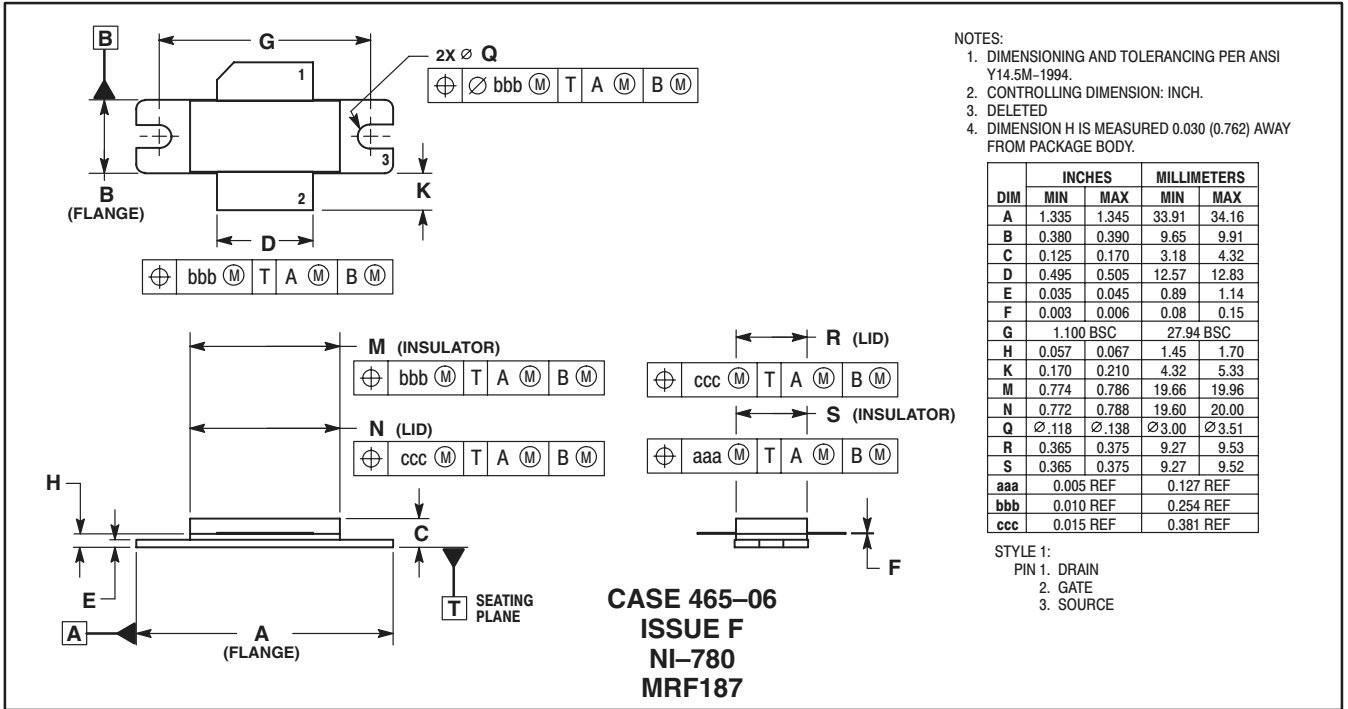 B
G
2X ⌀ Q
⌖ ⌀ bbb Ⓜ T A Ⓜ B Ⓜ
1
3
2
B
(FLANGE)
K
D
⌖ bbb Ⓜ T A Ⓜ B Ⓜ
M (INSULATOR)
⌖ bbb Ⓜ T A Ⓜ B Ⓜ
N (LID)
⌖ ccc Ⓜ T A Ⓜ B Ⓜ
R (LID)
⌖ ccc Ⓜ T A Ⓜ B Ⓜ
S (INSULATOR)
⌖ aaa Ⓜ T A Ⓜ B Ⓜ
H
C
E
F
T SEATING
PLANE
A
A
(FLANGE)
CASE 465–06
ISSUE F
NI–780
MRF187
NOTES:
1. DIMENSIONING AND TOLERANCING PER ANSI
Y14.5M–1994.
2. CONTROLLING DIMENSION: INCH.
3. DELETED
4. DIMENSION H IS MEASURED 0.030 (0.762) AWAY
FROM PACKAGE BODY.
INCHES MILLIMETERS
DIM MIN MAX MIN MAX
A 1.335 1.345 33.91 34.16
B 0.380 0.390 9.65 9.91
C 0.125 0.170 3.18 4.32
D 0.495 0.505 12.57 12.83
E 0.035 0.045 0.89 1.14
F 0.003 0.006 0.08 0.15
G 1.100 BSC 27.94 BSC
H 0.057 0.067 1.45 1.70
K 0.170 0.210 4.32 5.33
M 0.774 0.786 19.66 19.96
N 0.772 0.788 19.60 20.00
Q ⌀.118 ⌀.138 ⌀3.00 ⌀3.51
R 0.365 0.375 9.27 9.53
S 0.365 0.375 9.27 9.52
aaa 0.005 REF 0.127 REF
bbb 0.010 REF 0.254 REF
ccc 0.015 REF 0.381 REF
STYLE 1:
PIN 1. DRAIN
2. GATE
3. SOURCE